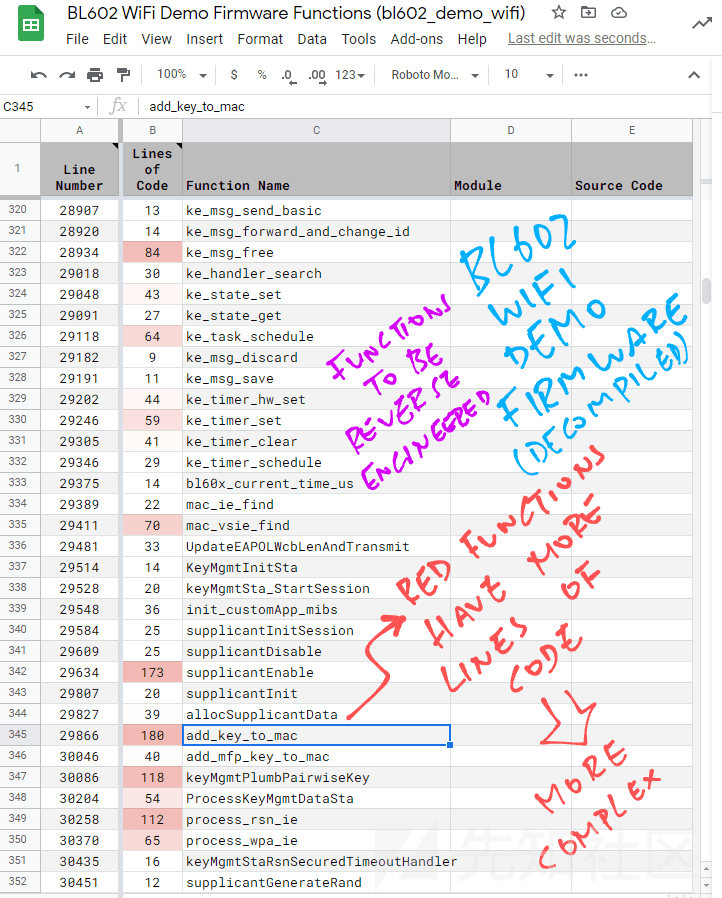 BL602 WiFi Demo Firmware Functions (bl602_demo_wifi)
File Edit View Insert Format Data Tools Add-ons Help Last edit was seconds...
100% $ % .0 .00 123 Roboto Mo... 10
C345 fx add_key_to_mac
A B C D E
1 Line Number Lines of Code Function Name Module Source Code
320 28907 13 ke_msg_send_basic
321 28920 14 ke_msg_forward_and_change_id
322 28934 84 ke_msg_free
323 29018 30 ke_handler_search
324 29048 43 ke_state_set
325 29091 27 ke_state_get
326 29118 64 ke_task_schedule
327 29182 9 ke_msg_discard
328 29191 11 ke_msg_save
329 29202 44 ke_timer_hw_set
330 29246 59 ke_timer_set
331 29305 41 ke_timer_clear
332 29346 29 ke_timer_schedule
333 29375 14 bl60x_current_time_us
334 29389 22 mac_ie_find
335 29411 70 mac_vsie_find
336 29481 33 UpdateEAPOLWcbLenAndTransmit
337 29514 14 KeyMgmtInitSta
338 29528 20 keyMgmtSta_StartSession
339 29548 36 init_customApp_mibs
340 29584 25 supplicantInitSession
341 29609 25 supplicantDisable
342 29634 173 supplicantEnable
343 29807 20 supplicantInit
344 29827 39 allocSupplicantData
345 29866 180 add_key_to_mac
346 30046 40 add_mfp_key_to_mac
347 30086 118 keyMgmtPlumbPairwiseKey
348 30204 54 ProcessKeyMgmtDataSta
349 30258 112 process_rsn_ie
350 30370 65 process_wpa_ie
351 30435 16 keyMgmtStaRsnSecuredTimeoutHandler
352 30451 12 supplicantGenerateRand
BL602
WIFI
DEMO
FIRMWARE
(DECOMPILED)
FUNCTIONS
TO BE
REVERSE
ENGINEERED
RED FUNCTIONS
HAVE MORE
LINES OF
CODE
MORE
COMPLEX
先知社区